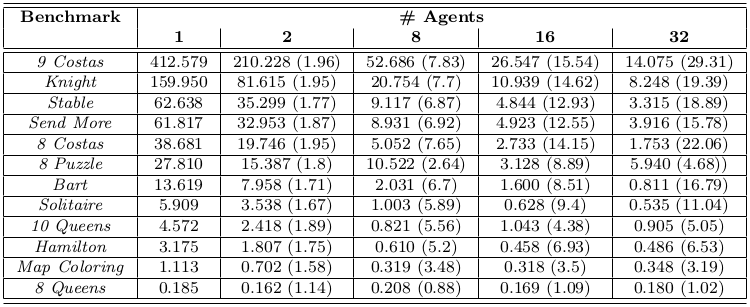 Benchmark # Agents
1 2 8 16 32
9 Costas 412.579 210.228 (1.96) 52.686 (7.83) 26.547 (15.54) 14.075 (29.31)
Knight 159.950 81.615 (1.95) 20.754 (7.7) 10.939 (14.62) 8.248 (19.39)
Stable 62.638 35.299 (1.77) 9.117 (6.87) 4.844 (12.93) 3.315 (18.89)
Send More 61.817 32.953 (1.87) 8.931 (6.92) 4.923 (12.55) 3.916 (15.78)
8 Costas 38.681 19.746 (1.95) 5.052 (7.65) 2.733 (14.15) 1.753 (22.06)
8 Puzzle 27.810 15.387 (1.8) 10.522 (2.64) 3.128 (8.89) 5.940 (4.68))
Bart 13.619 7.958 (1.71) 2.031 (6.7) 1.600 (8.51) 0.811 (16.79)
Solitaire 5.909 3.538 (1.67) 1.003 (5.89) 0.628 (9.4) 0.535 (11.04)
10 Queens 4.572 2.418 (1.89) 0.821 (5.56) 1.043 (4.38) 0.905 (5.05)
Hamilton 3.175 1.807 (1.75) 0.610 (5.2) 0.458 (6.93) 0.486 (6.53)
Map Coloring 1.113 0.702 (1.58) 0.319 (3.48) 0.318 (3.5) 0.348 (3.19)
8 Queens 0.185 0.162 (1.14) 0.208 (0.88) 0.169 (1.09) 0.180 (1.02)